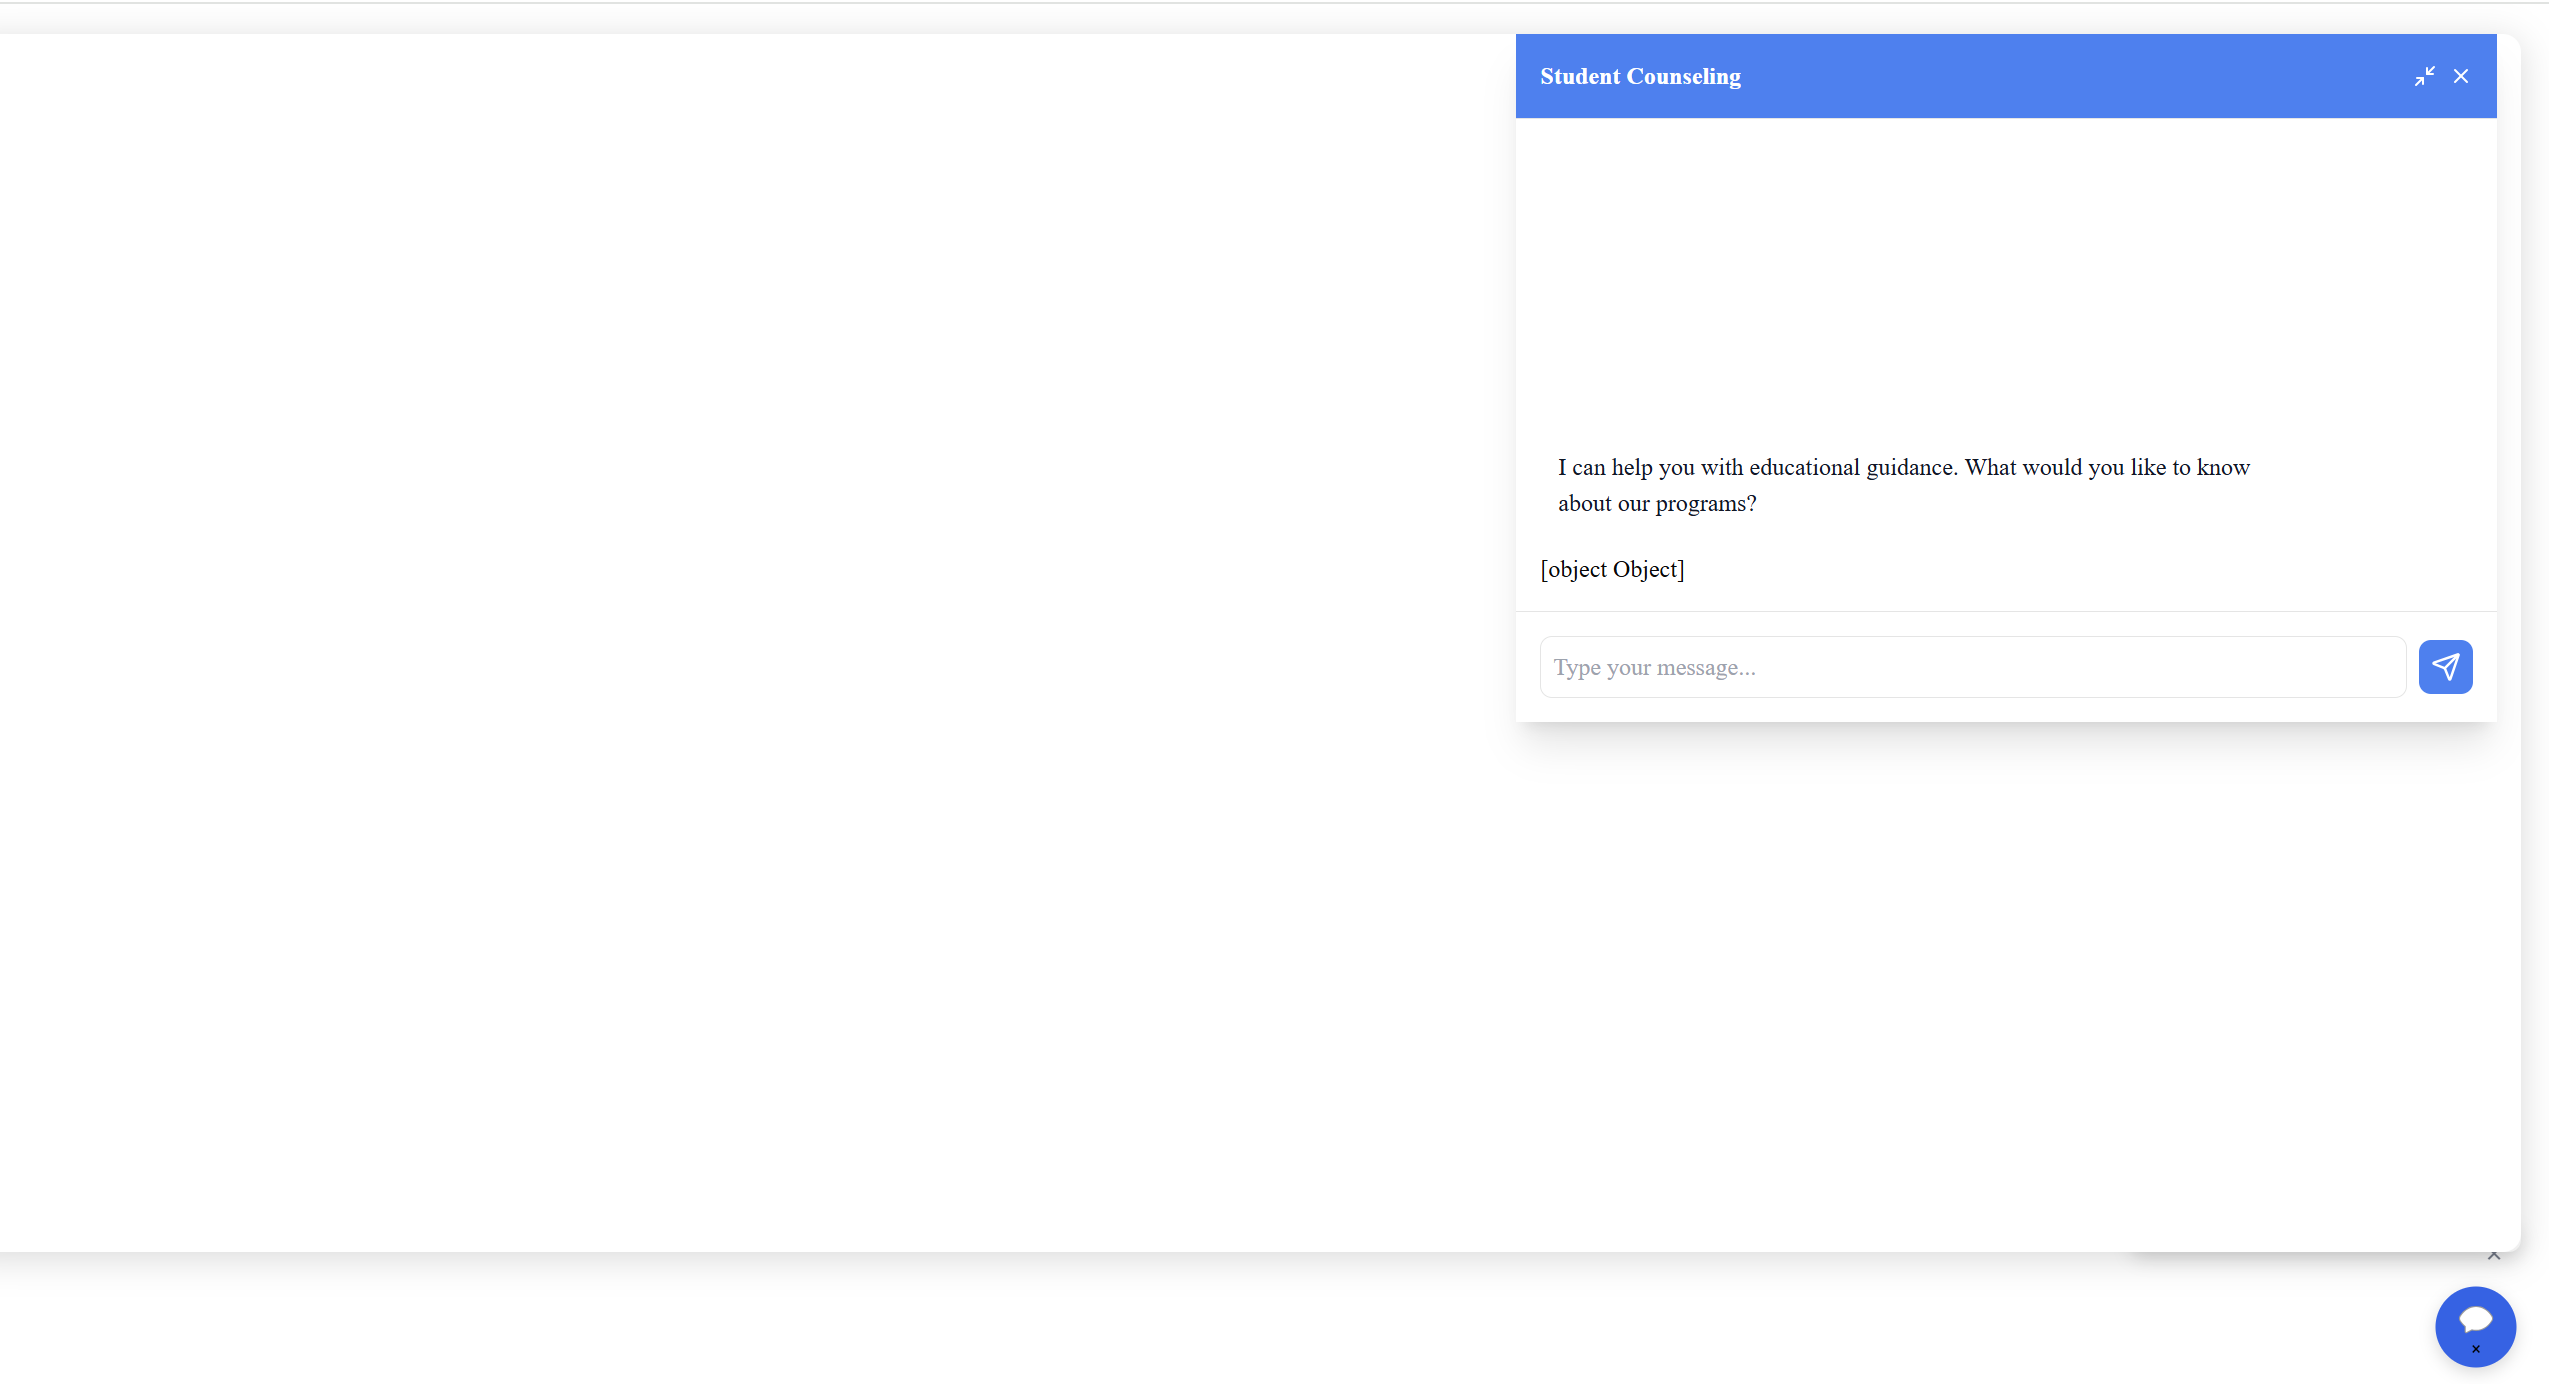 Student Counseling
I can help you with educational guidance. What would you like to know
about our programs?
[object Object]
Type your message...